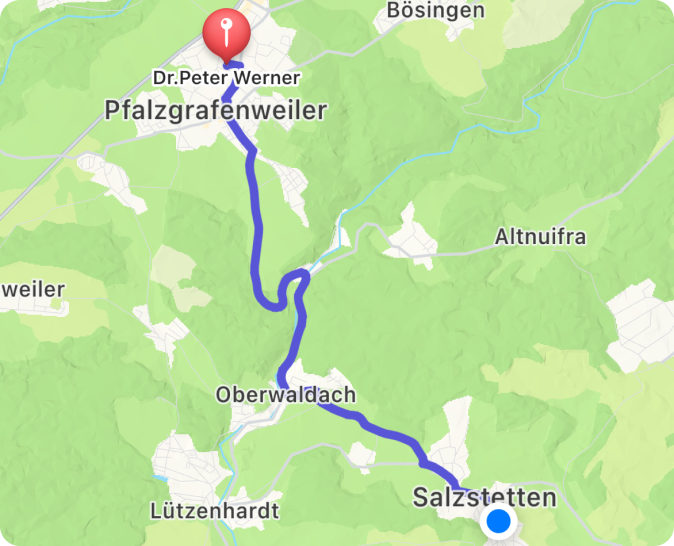 Bösingen
Dr.Peter Werner
Pfalzgrafenweiler
Altnuifra
weiler
Oberwaldach
Salzstetten
Lützenhardt